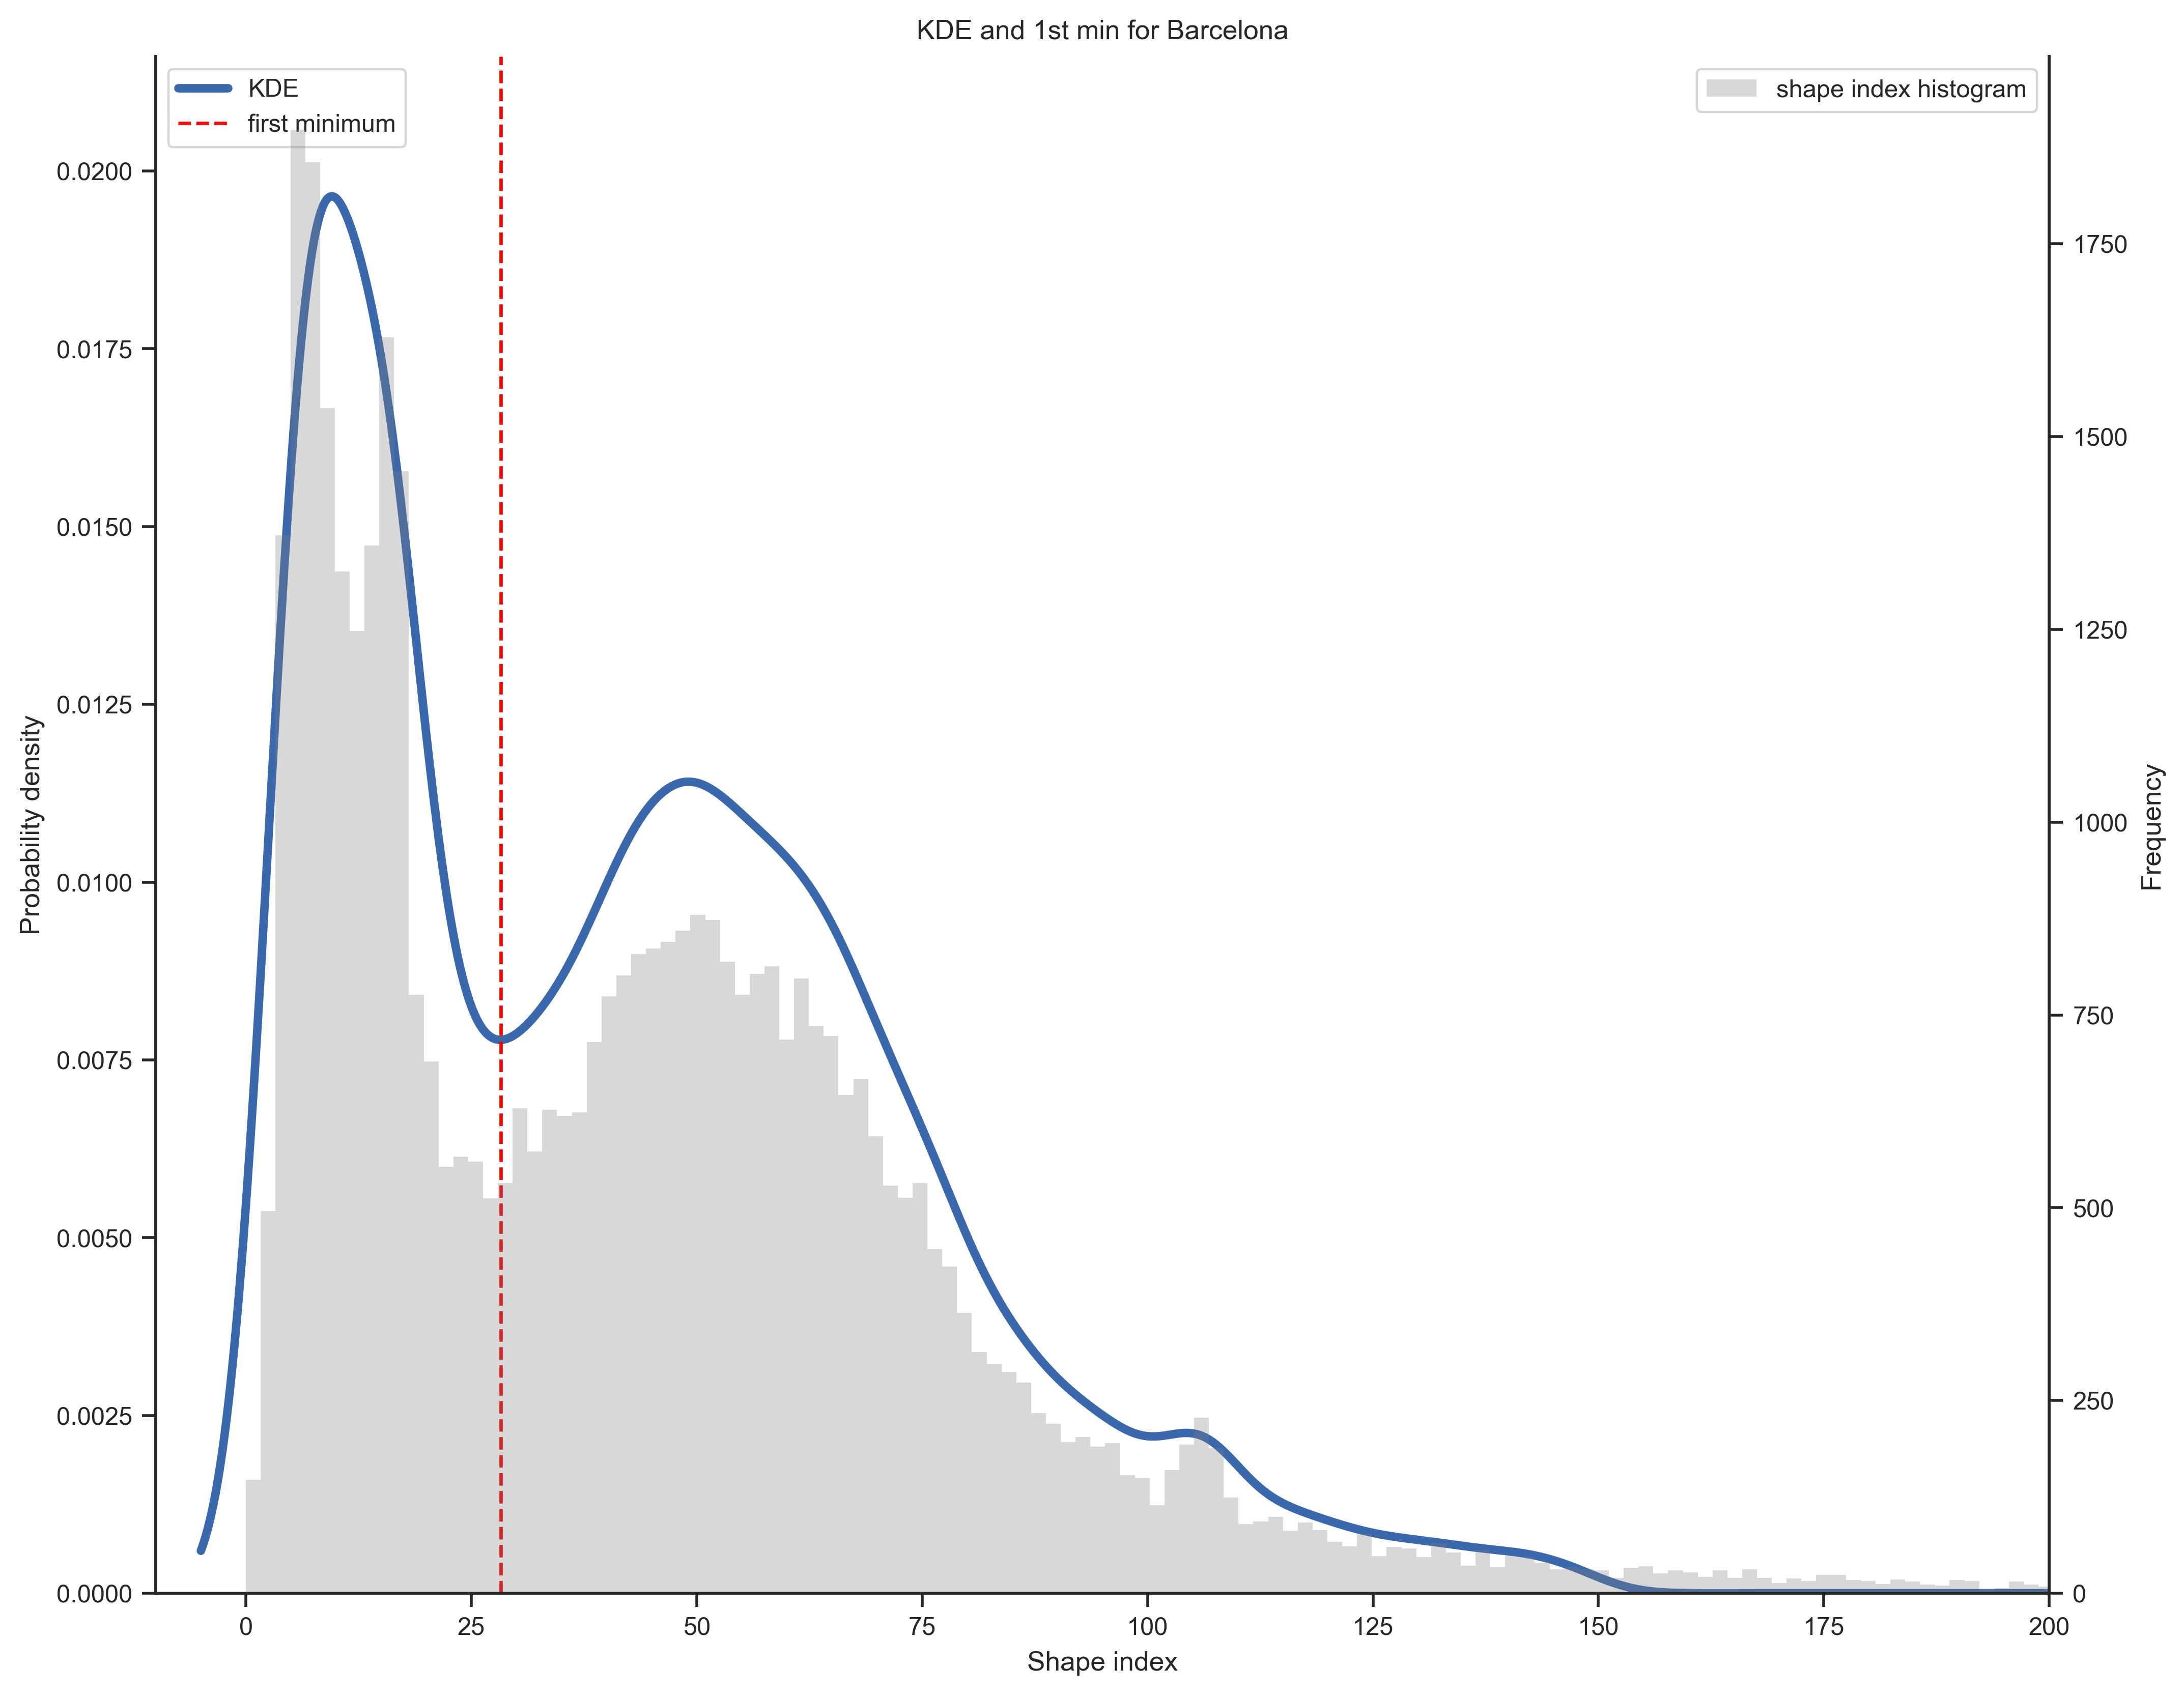 KDE and 1st min for Barcelona
KDE
first minimum
shape index histogram
0.0200
0.0175
0.0150
0.0125
0.0100
0.0075
0.0050
0.0025
0.0000
Probability density
1750
1500
1250
1000
750
500
250
0
Frequency
0 25 50 75 100 125 150 175 200
Shape index